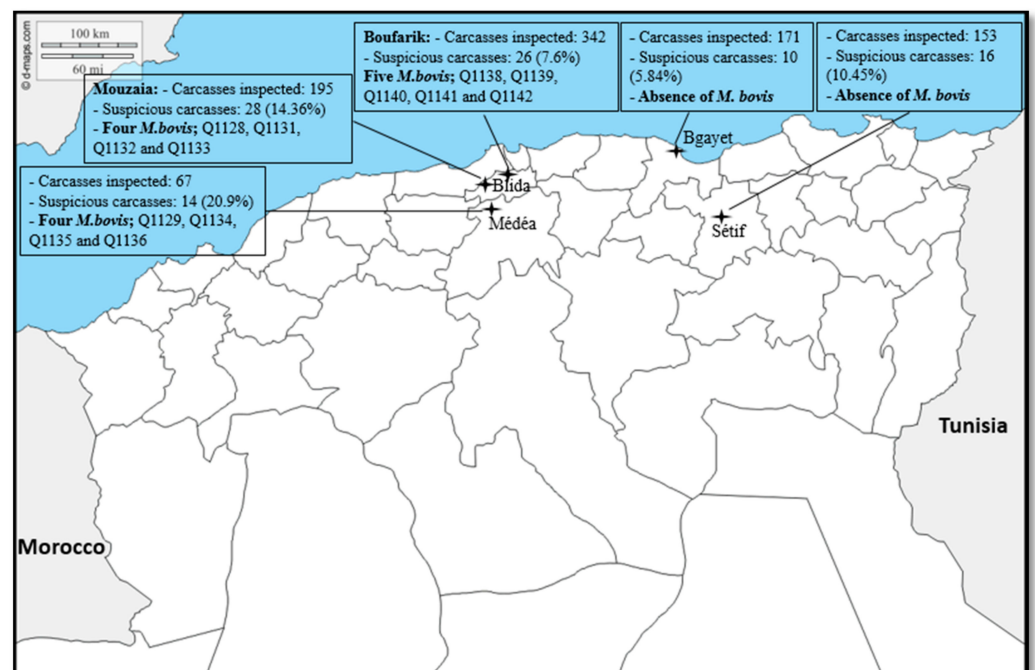 © d-maps.com
100 km
60 mi
Boufarik: - Carcasses inspected: 342
- Suspicious carcasses: 26 (7.6%)
Five M.bovis; Q1138, Q1139,
Q1140, Q1141 and Q1142
- Carcasses inspected: 171
- Suspicious carcasses: 10
(5.84%)
- Absence of M. bovis
- Carcasses inspected: 153
- Suspicious carcasses: 16
(10.45%)
- Absence of M. bovis
Mouzaia: - Carcasses inspected: 195
- Suspicious carcasses: 28 (14.36%)
- Four M.bovis; Q1128, Q1131,
Q1132 and Q1133
- Carcasses inspected: 67
- Suspicious carcasses: 14 (20.9%)
- Four M.bovis; Q1129, Q1134,
Q1135 and Q1136
Bgayet
Blida
Médéa
Sétif
Tunisia
Morocco